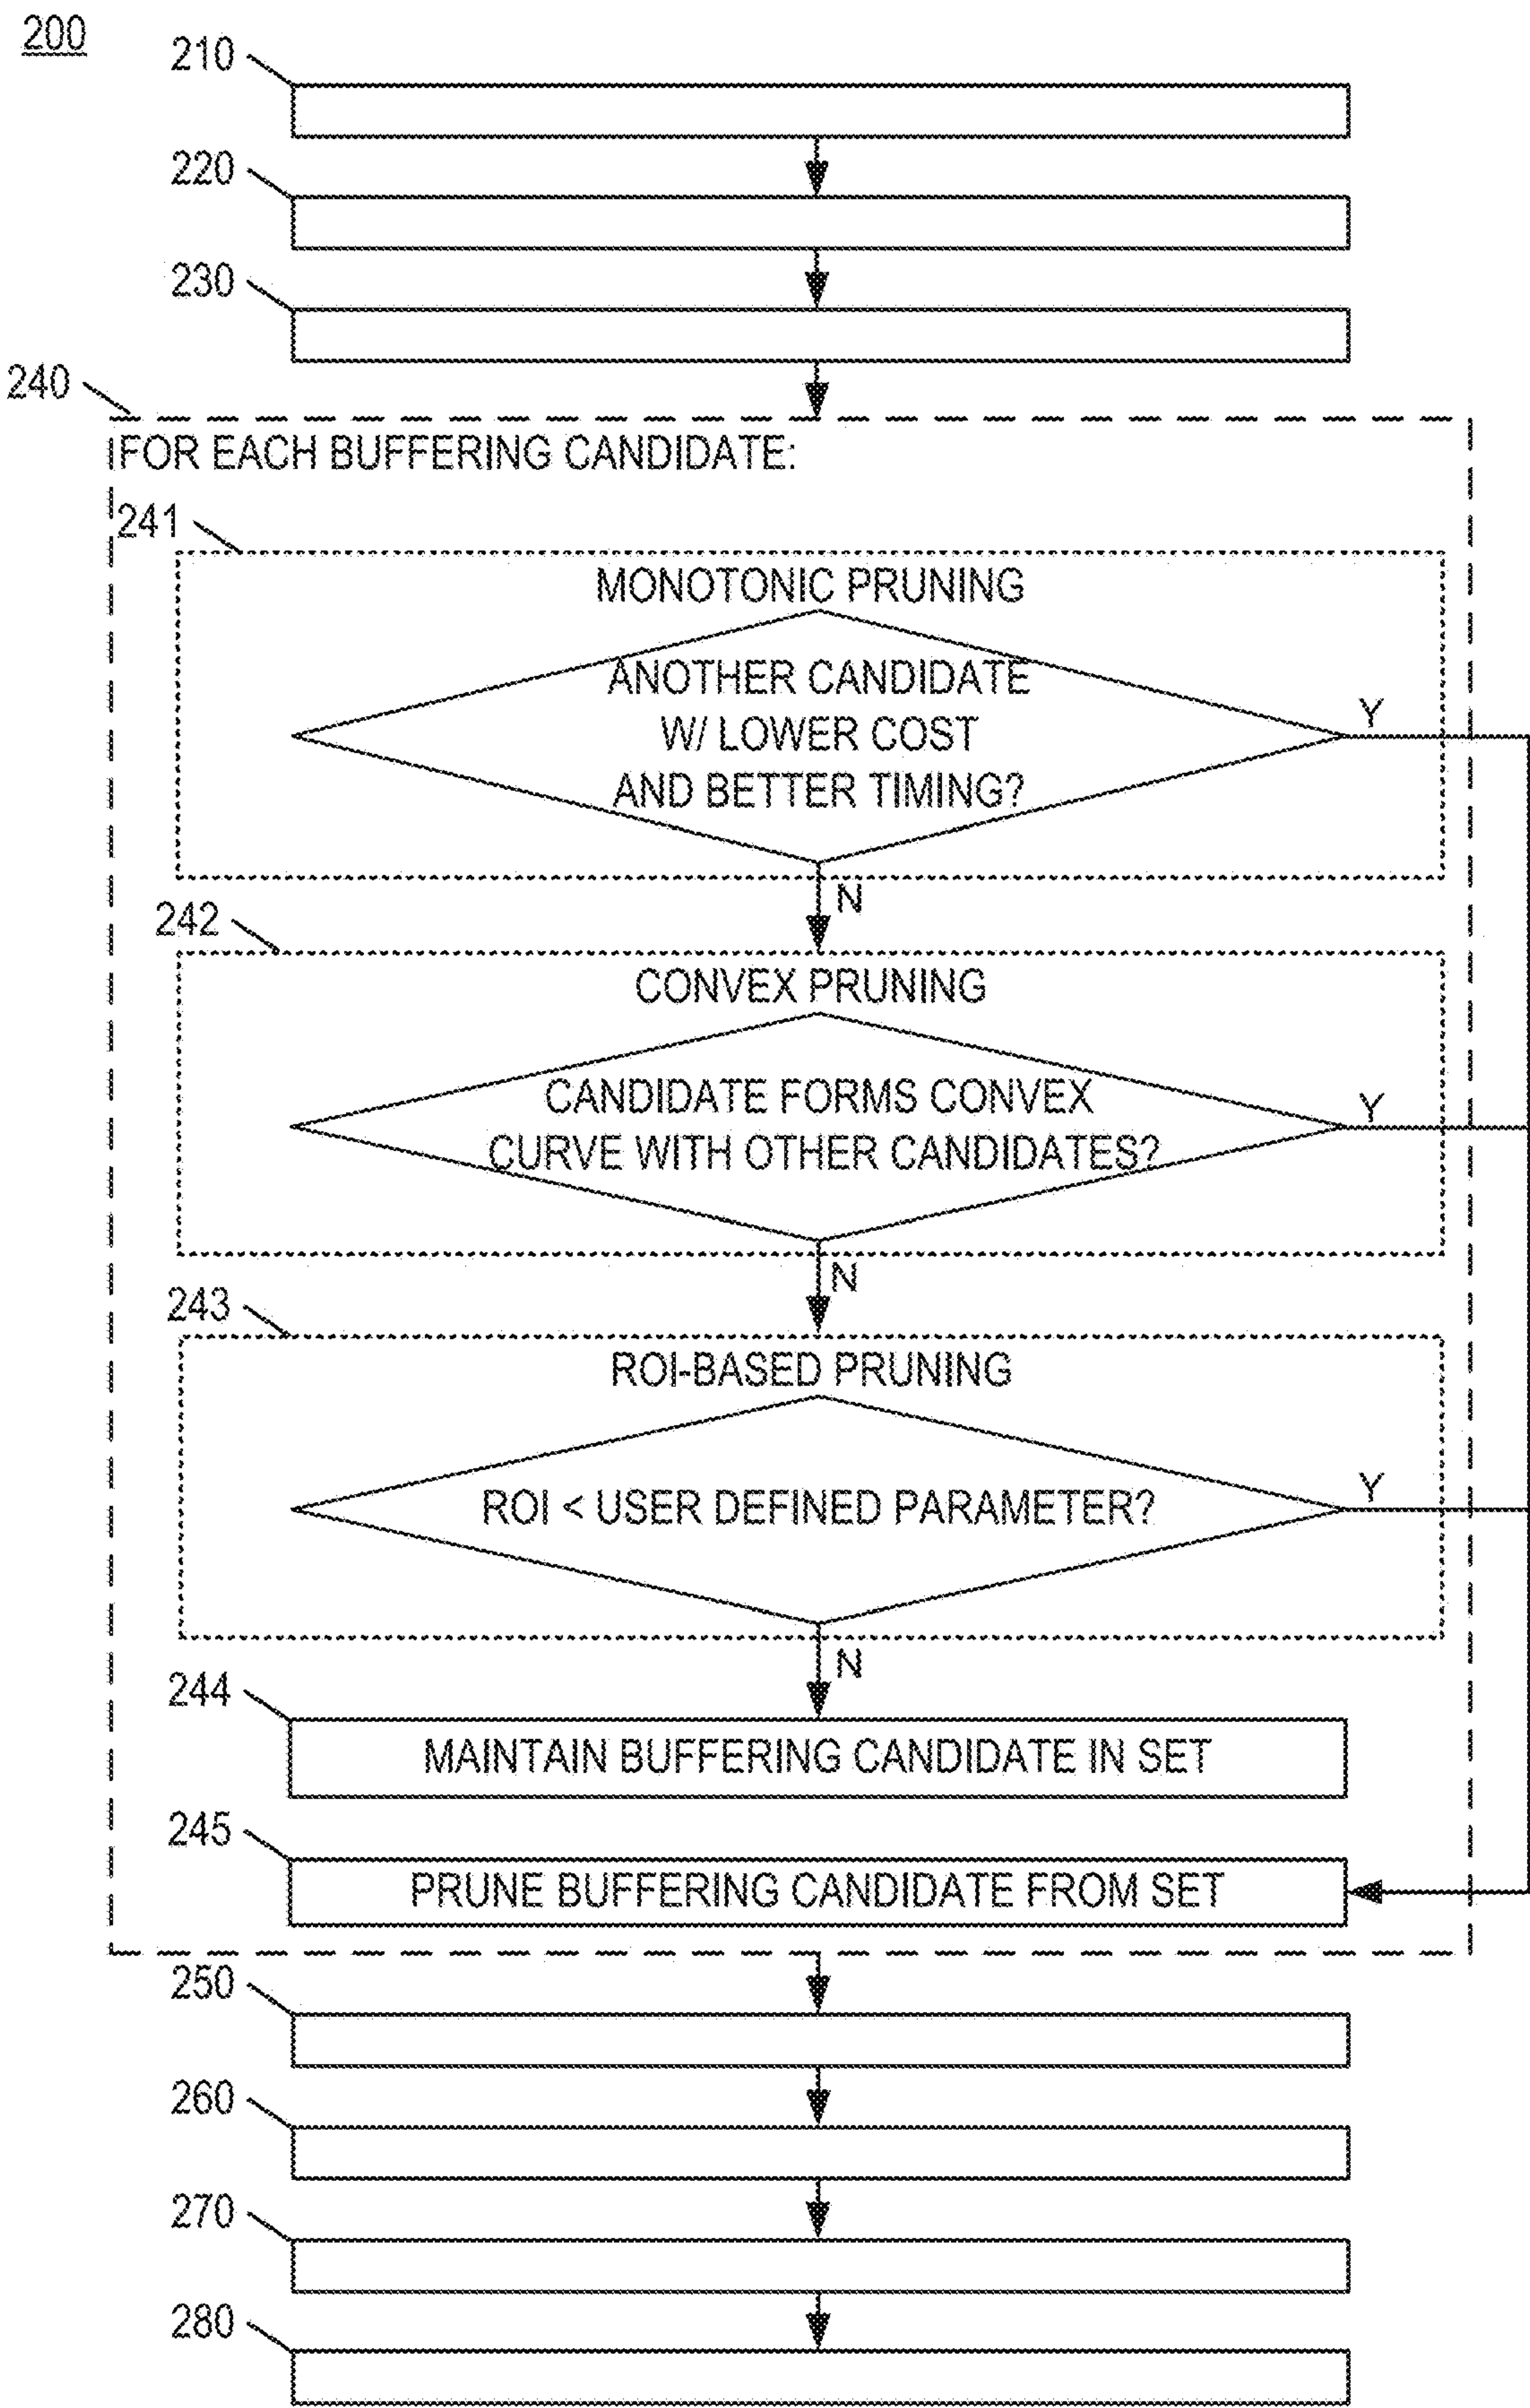 200
210
220
230
240
FOR EACH BUFFERING CANDIDATE:
241
MONOTONIC PRUNING
ANOTHER CANDIDATE
W/ LOWER COST
AND BETTER TIMING?
Y
N
242
CONVEX PRUNING
CANDIDATE FORMS CONVEX
CURVE WITH OTHER CANDIDATES?
Y
N
243
ROI-BASED PRUNING
ROI < USER DEFINED PARAMETER?
Y
N
244
MAINTAIN BUFFERING CANDIDATE IN SET
245
PRUNE BUFFERING CANDIDATE FROM SET
250
260
270
280